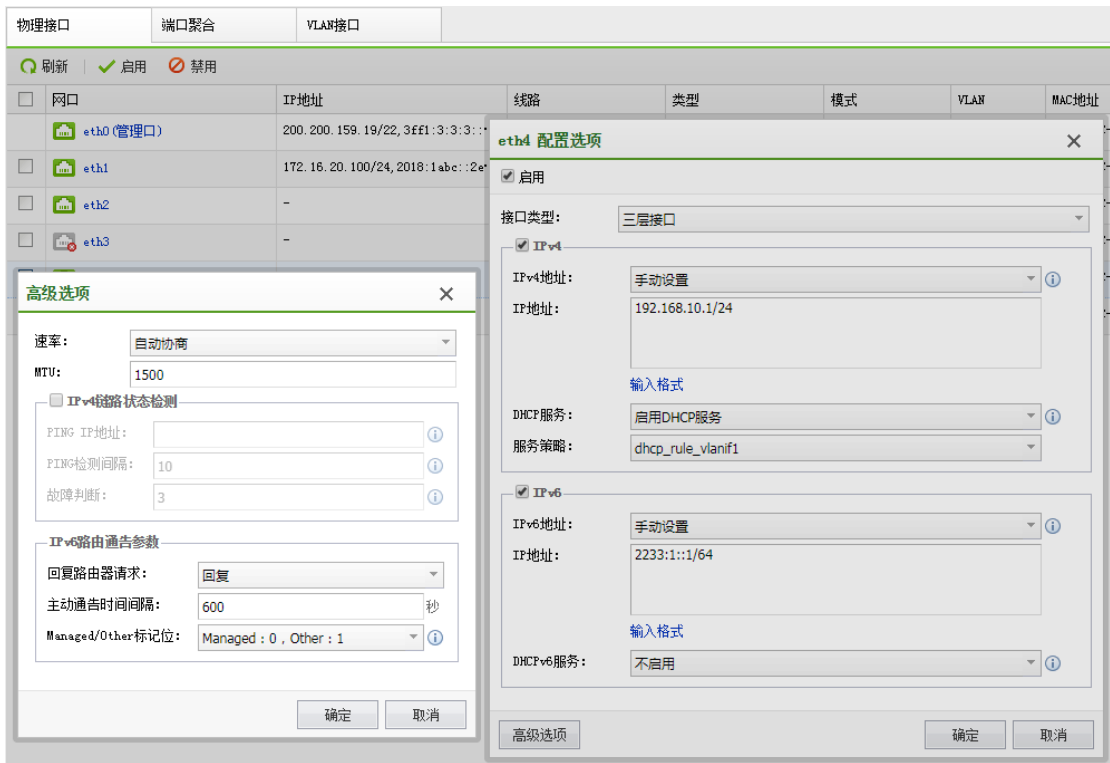 物理接口 端口聚合 VLAN接口
刷新 启用 禁用
网口 IP地址 线路 类型 模式 VLAN MAC地址
eth0(管理口) 200.200.159.19/22,3ff1:3:3:3::
eth1 172.16.20.100/24,2018:1abc::2e
eth2 -
eth3 -
高级选项
速率: 自动协商
MTU: 1500
IPv4链路状态检测
PING IP地址:
PING检测间隔: 10
故障判断: 3
IPv6路由通告参数
回复路由器请求: 回复
主动通告时间间隔: 600 秒
Managed/Other标记位: Managed : 0 , Other : 1
确定 取消
eth4 配置选项
启用
接口类型: 三层接口
IPv4
IPv4地址: 手动设置
IP地址: 192.168.10.1/24
输入格式
DHCP服务: 启用DHCP服务
服务策略: dhcp_rule_vlanif1
IPv6
IPv6地址: 手动设置
IP地址: 2233:1::1/64
输入格式
DHCPv6服务: 不启用
高级选项 确定 取消